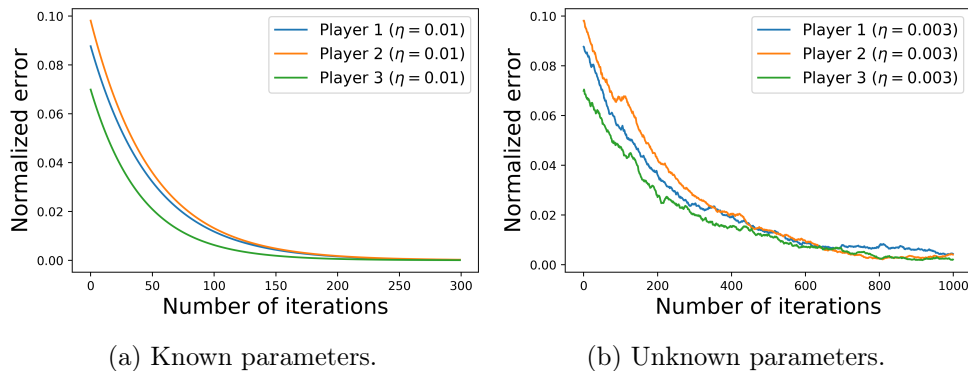 0.10
0.08
0.06
0.04
0.02
0.00
Normalized error
Player 1 (η = 0.01)
Player 2 (η = 0.01)
Player 3 (η = 0.01)
0 50 100 150 200 250 300
Number of iterations
(a) Known parameters.
0.10
0.08
0.06
0.04
0.02
0.00
Normalized error
Player 1 (η = 0.003)
Player 2 (η = 0.003)
Player 3 (η = 0.003)
0 200 400 600 800 1000
Number of iterations
(b) Unknown parameters.